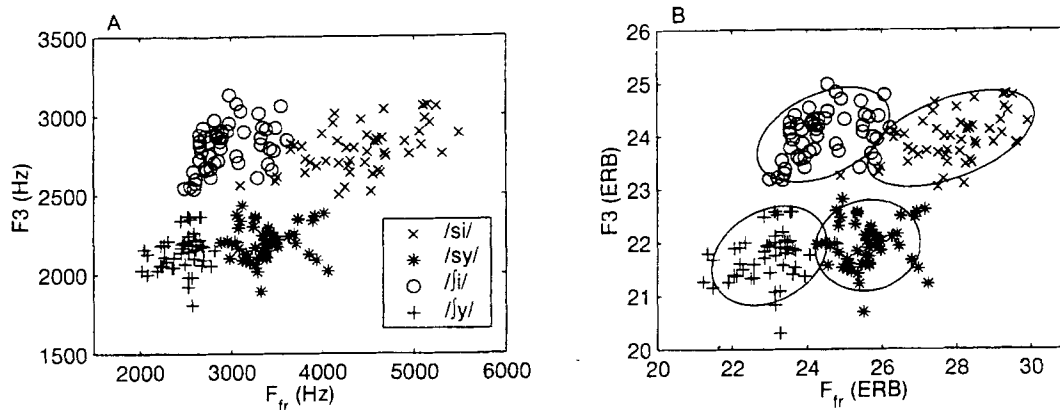 A
3500
3000
2500
2000
1500
F3 (Hz)
2000 3000 4000 5000 6000
F_fr (Hz)
× /si/
* /sy/
○ /ʃi/
+ /ʃy/
B
26
25
24
23
22
21
20
F3 (ERB)
20 22 24 26 28 30
F_fr (ERB)